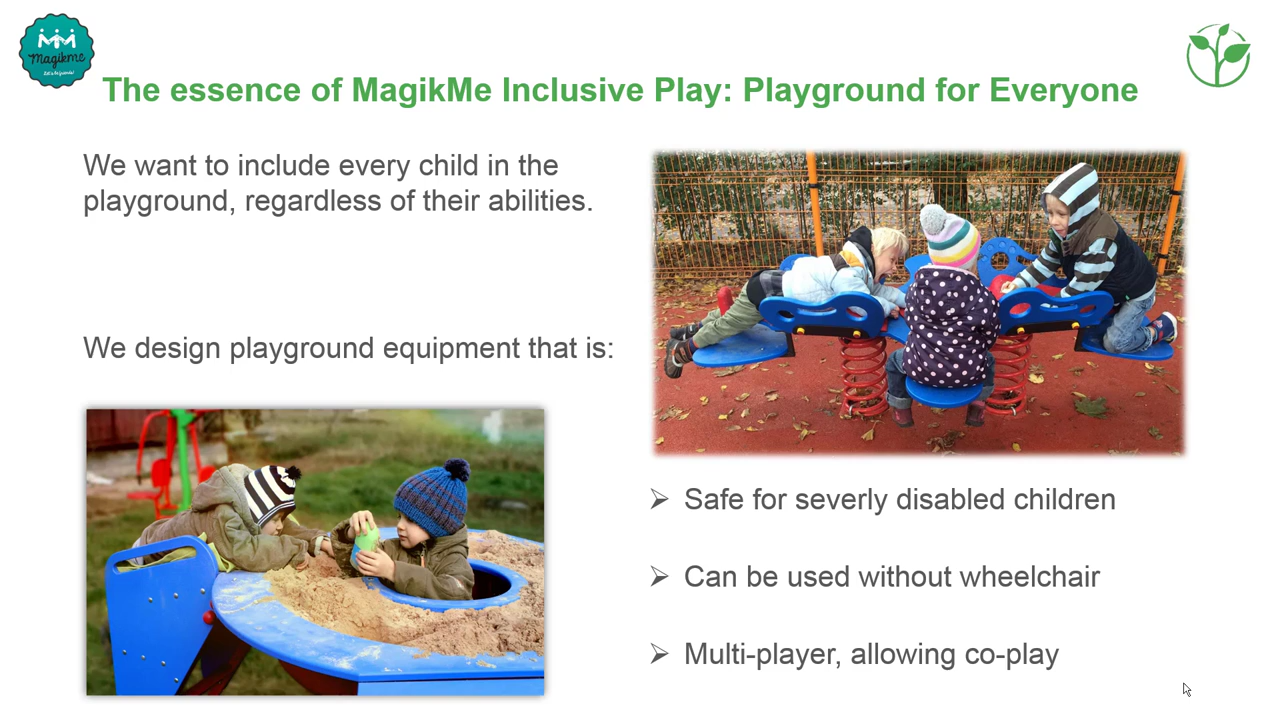 Magikme
Let's be friends!
The essence of MagikMe Inclusive Play: Playground for Everyone
We want to include every child in the
playground, regardless of their abilities.
We design playground equipment that is:
➢ Safe for severly disabled children
➢ Can be used without wheelchair
➢ Multi-player, allowing co-play